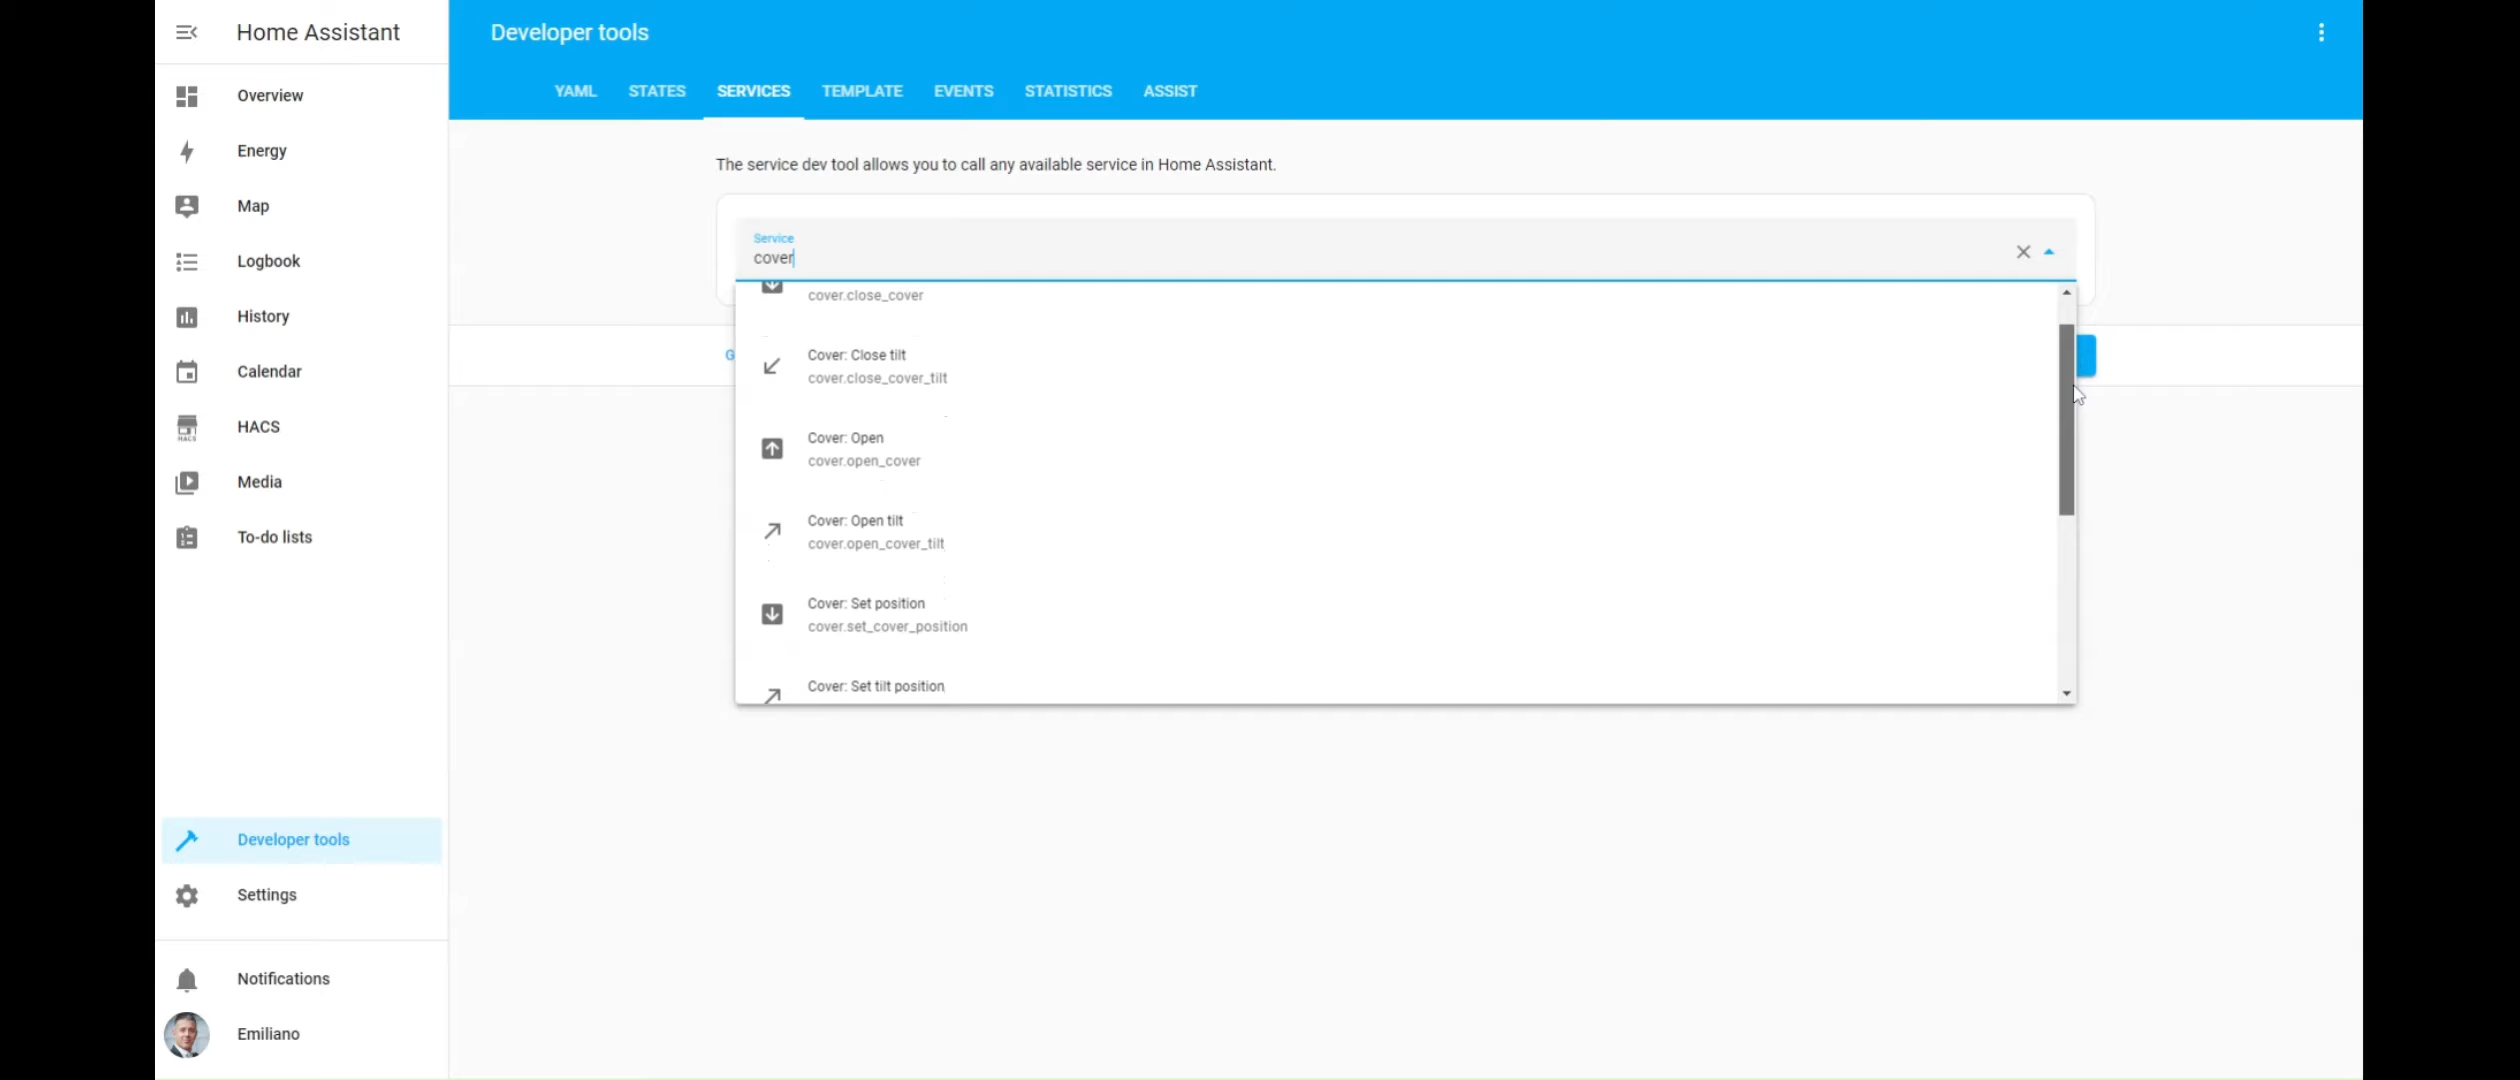 Home Assistant
Overview
Energy
Map
Logbook
History
Calendar
HACS
HACS
Media
To-do lists
Developer tools
Settings
Notifications
Emiliano
Developer tools
YAML STATES SERVICES TEMPLATE EVENTS STATISTICS ASSIST
The service dev tool allows you to call any available service in Home Assistant.
Service
cover
cover.close_cover
Cover: Close tilt
cover.close_cover_tilt
G
Cover: Open
cover.open_cover
Cover: Open tilt
cover.open_cover_tilt
Cover: Set position
cover.set_cover_position
Cover: Set tilt position